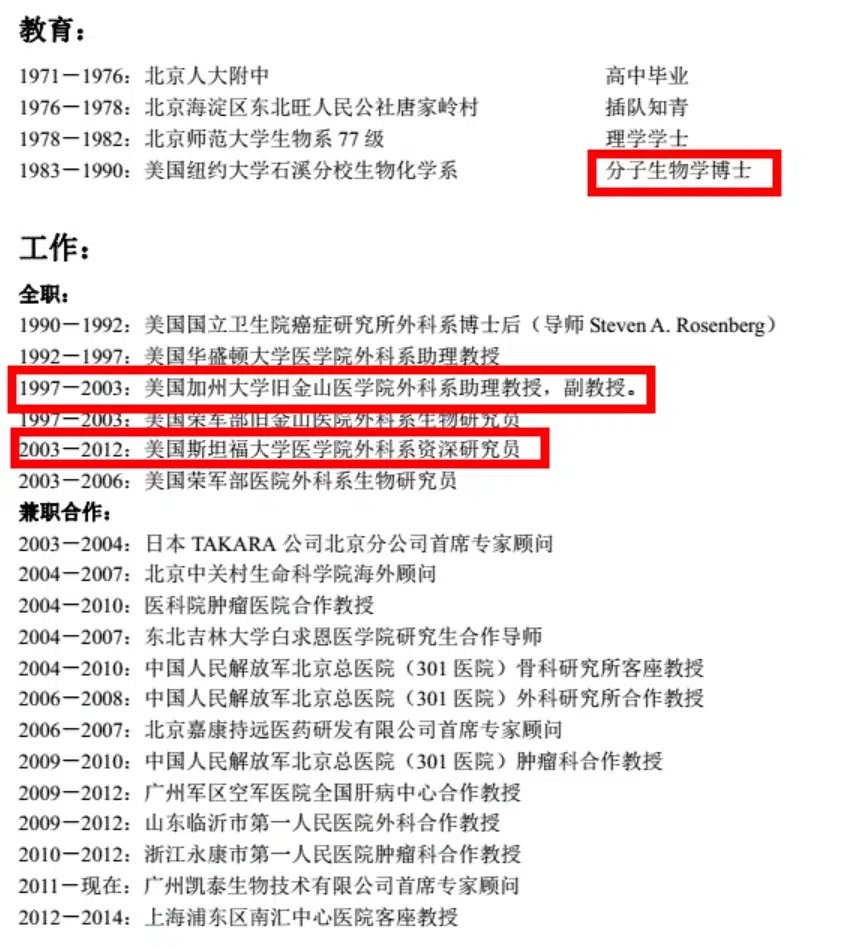 教育：
1971－1976：北京人大附中 高中毕业
1976－1978：北京海淀区东北旺人民公社唐家岭村 插队知青
1978－1982：北京师范大学生物系 77 级 理学学士
1983－1990：美国纽约大学石溪分校生物化学系 分子生物学博士
工作：
全职：
1990－1992：美国国立卫生院癌症研究所外科系博士后（导师 Steven A. Rosenberg）
1992－1997：美国华盛顿大学医学院外科系助理教授
1997－2003：美国加州大学旧金山医学院外科系助理教授，副教授。
1997－2003：美国荣军部旧金山医院外科系生物研究员
2003－2012：美国斯坦福大学医学院外科系资深研究员
2003－2006：美国荣军部医院外科系生物研究员
兼职合作：
2003－2004：日本 TAKARA 公司北京分公司首席专家顾问
2004－2007：北京中关村生命科学院海外顾问
2004－2010：医科院肿瘤医院合作教授
2004－2007：东北吉林大学白求恩医学院研究生合作导师
2004－2010：中国人民解放军北京总医院（301 医院）骨科研究所客座教授
2006－2008：中国人民解放军北京总医院（301 医院）外科研究所合作教授
2006－2007：北京嘉康持远医药研发有限公司首席专家顾问
2009－2010：中国人民解放军北京总医院（301 医院）肿瘤科合作教授
2009－2012：广州军区空军医院全国肝病中心合作教授
2009－2012：山东临沂市第一人民医院外科合作教授
2010－2012：浙江永康市第一人民医院肿瘤科合作教授
2011－现在：广州凯泰生物技术有限公司首席专家顾问
2012－2014：上海浦东区南汇中心医院客座教授